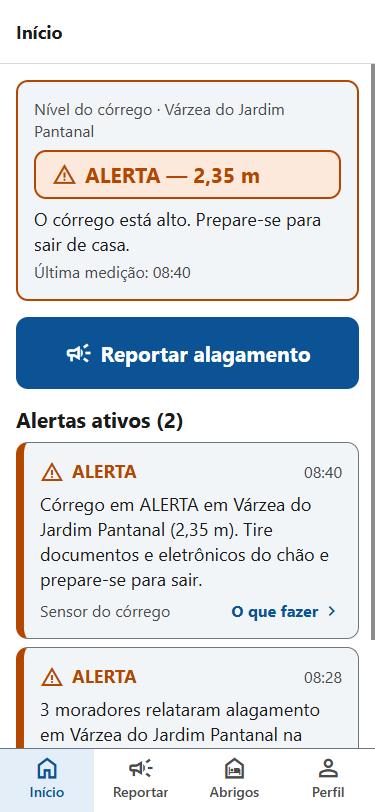 Início
Nível do córrego · Várzea do Jardim
Pantanal
ALERTA — 2,35 m
O córrego está alto. Prepare-se para
sair de casa.
Última medição: 08:40
Reportar alagamento
Alertas ativos (2)
ALERTA 08:40
Córrego em ALERTA em Várzea do
Jardim Pantanal (2,35 m). Tire
documentos e eletrônicos do chão e
prepare-se para sair.
Sensor do córrego O que fazer
ALERTA 08:28
3 moradores relataram alagamento
em Várzea do Jardim Pantanal na
Início Reportar Abrigos Perfil